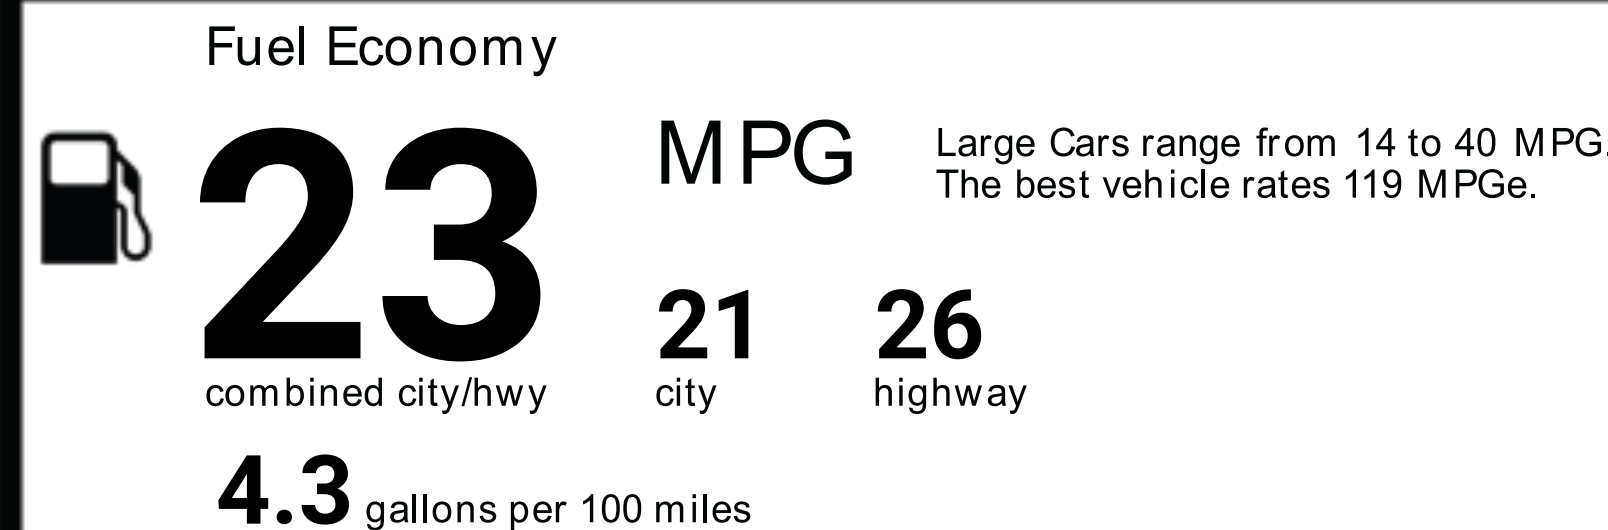 Fuel Economy
23
MPG
Large Cars range from 14 to 40 MPG.
The best vehicle rates 119 MPGe.
21 26
combined city/hwy city highway
4.3 gallons per 100 miles